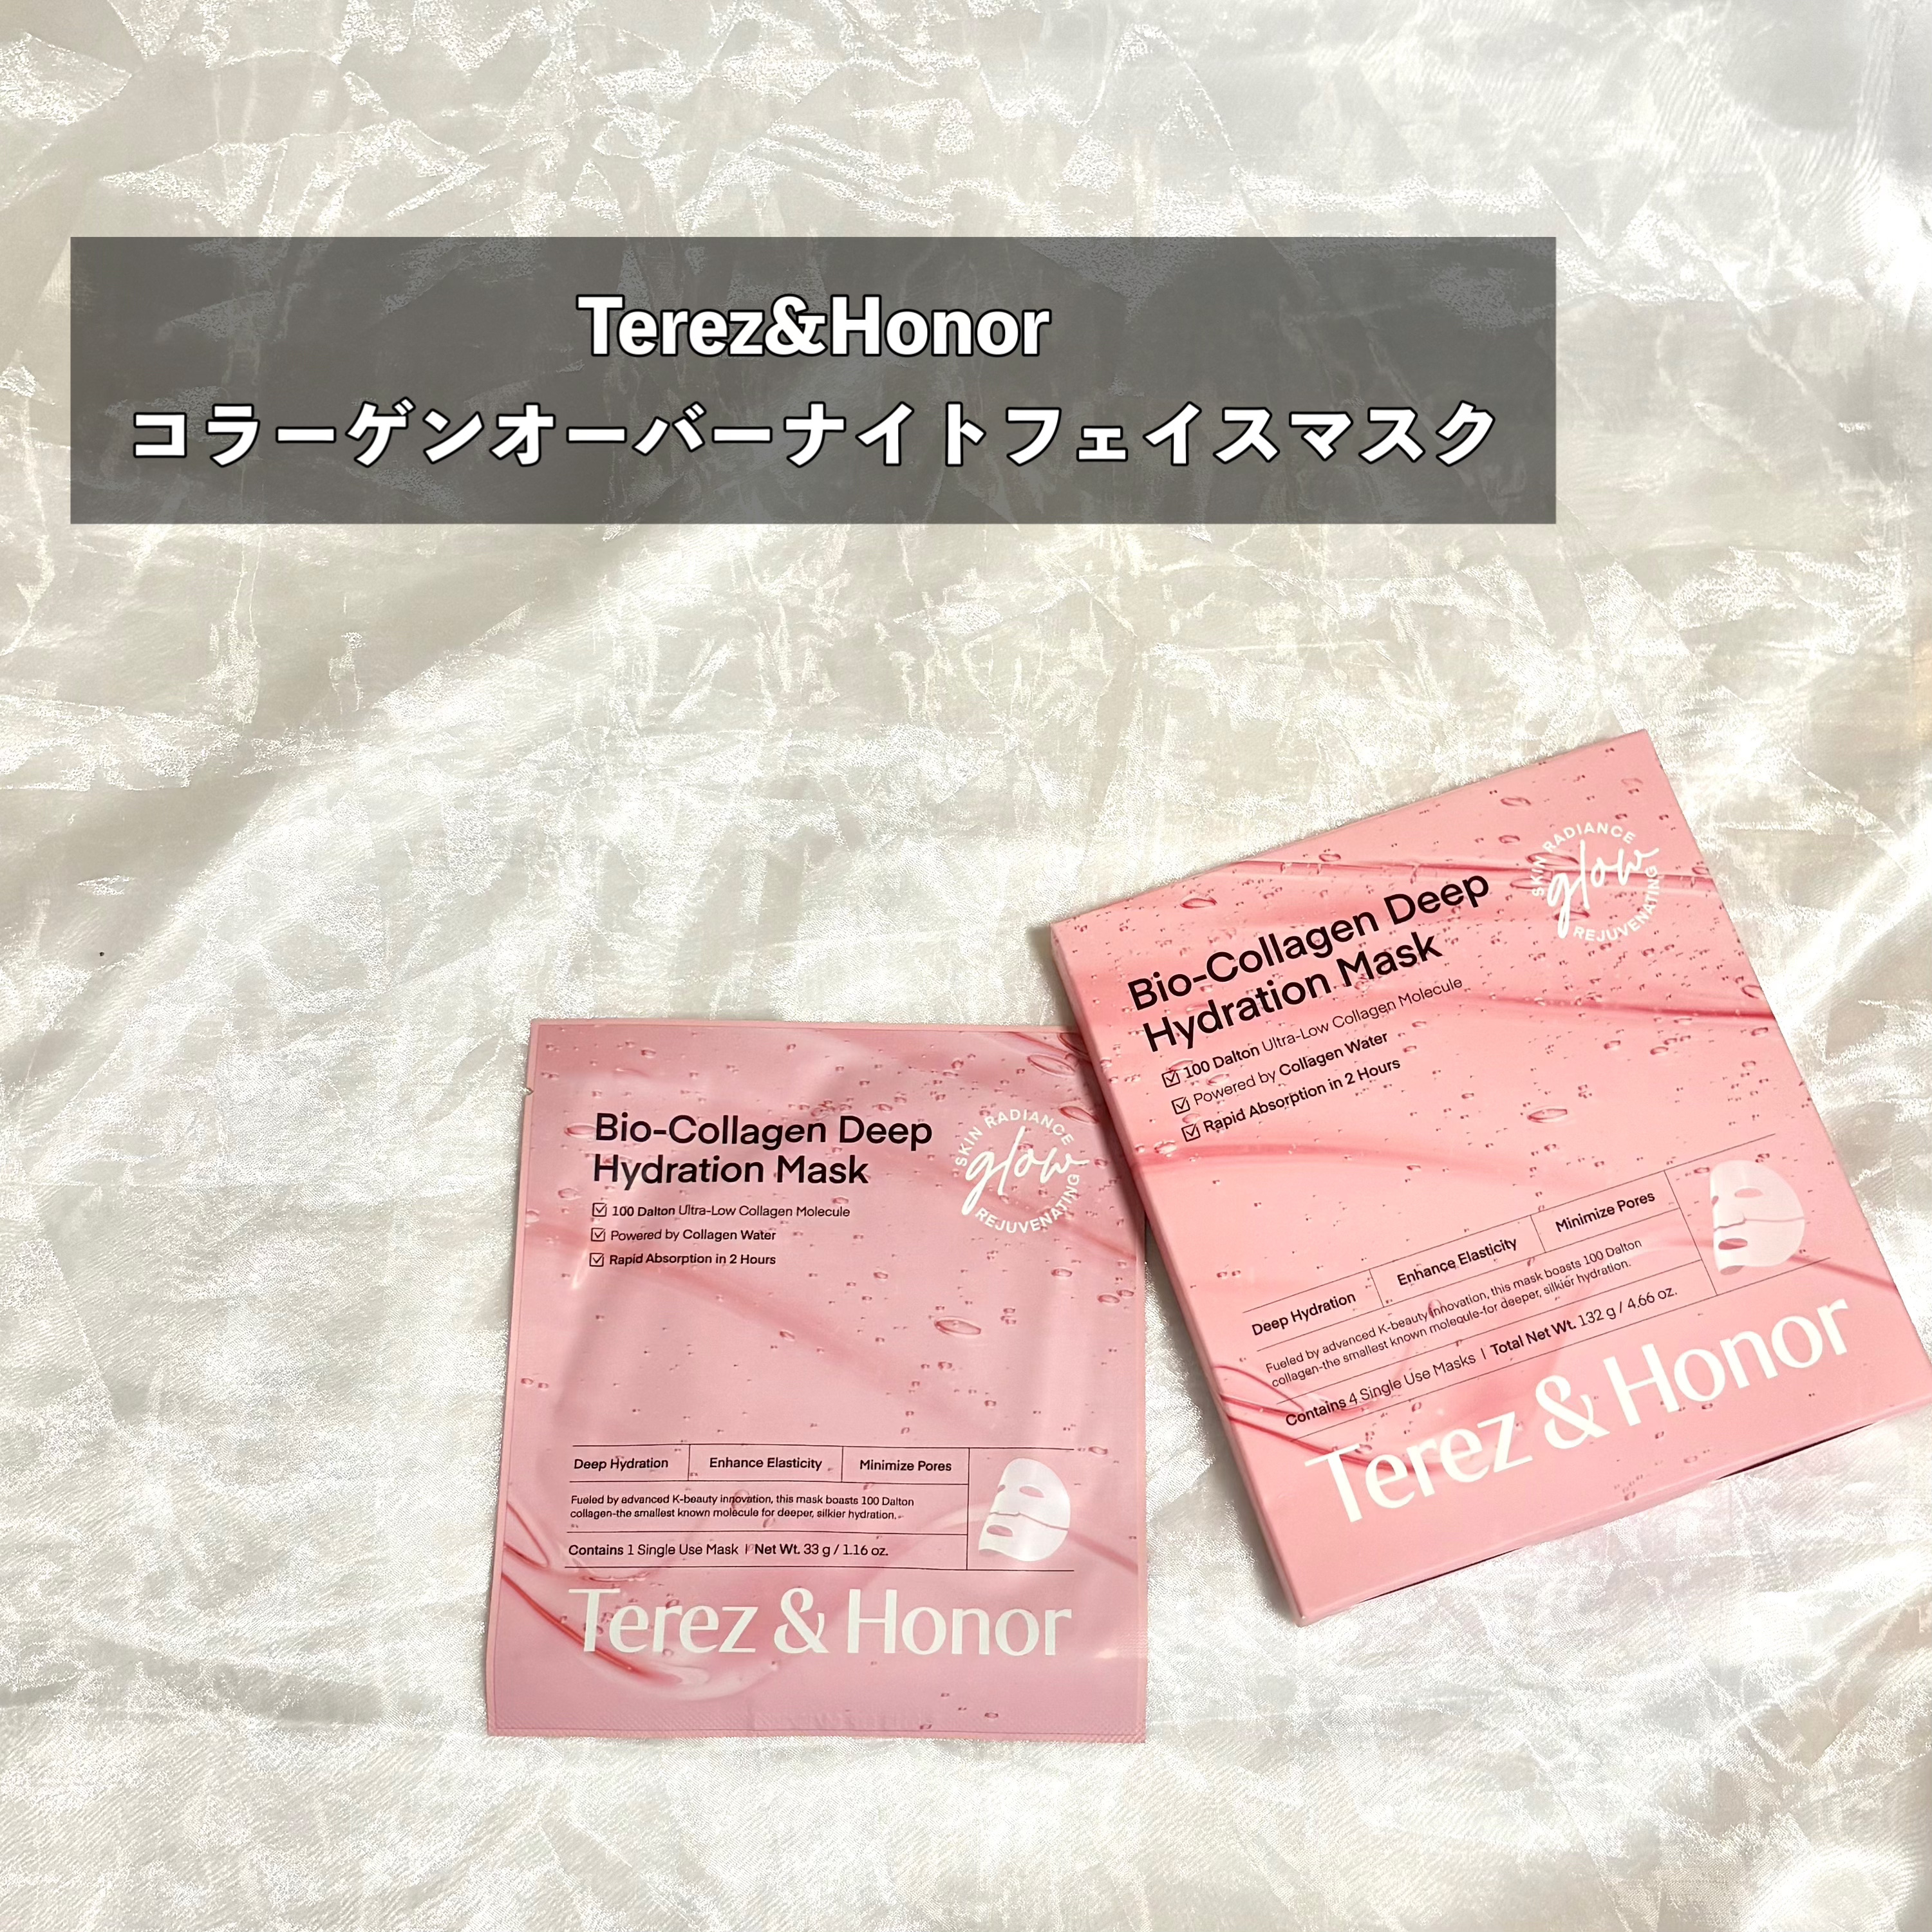 Terez&Honor
コラーゲンオーバーナイトフェイスマスク
Bio-Collagen Deep
Hydration Mask
100 Dalton Ultra-Low Collagen Molecule
Powered by Collagen Water
Rapid Absorption in 2 Hours
SKIN RADIANCE
glow
REJUVENATING
Deep Hydration
Enhance Elasticity
Minimize Pores
Fueled by advanced K-beauty innovation, this mask boasts 100 Dalton
collagen-the smallest known molecule for deeper, silkier hydration.
Contains 1 Single Use Mask | Net Wt. 33 g / 1.16 oz.
Terez & Honor
Bio-Collagen Deep
Hydration Mask
100 Dalton Ultra-Low Collagen Molecule
Powered by Collagen Water
Rapid Absorption in 2 Hours
SKIN RADIANCE
glow
REJUVENATING
Deep Hydration
Enhance Elasticity
Minimize Pores
Fueled by advanced K-beauty innovation, this mask boasts 100 Dalton
collagen-the smallest known molecule-for deeper, silkier hydration.
Contains 4 Single Use Masks | Total Net Wt. 132 g / 4.66 oz.
Terez & Honor